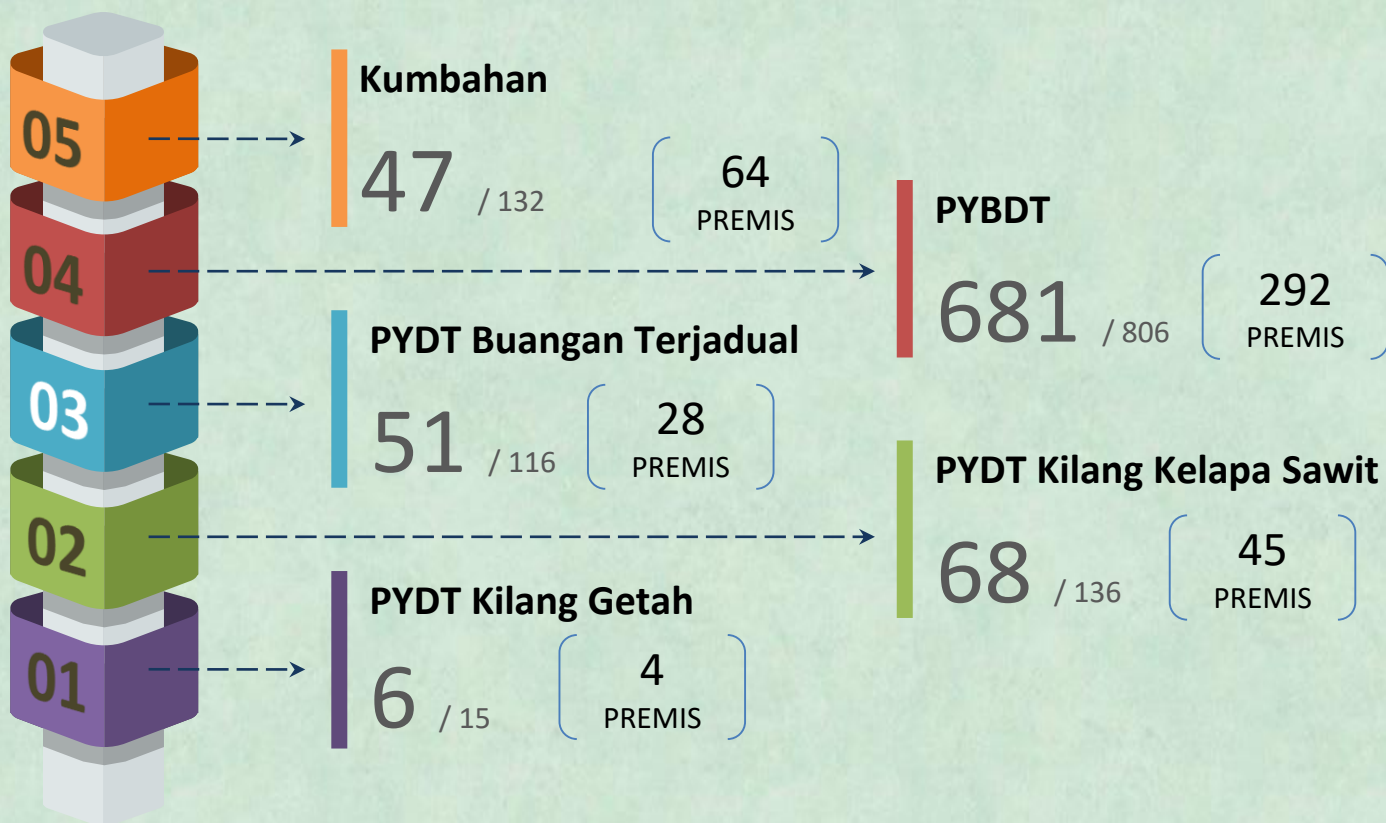 05
Kumbahan
47 / 132
64
PREMIS
04
PYBDT
681 / 806
292
PREMIS
03
PYDT Buangan Terjadual
51 / 116
28
PREMIS
02
PYDT Kilang Kelapa Sawit
68 / 136
45
PREMIS
01
PYDT Kilang Getah
6 / 15
4
PREMIS